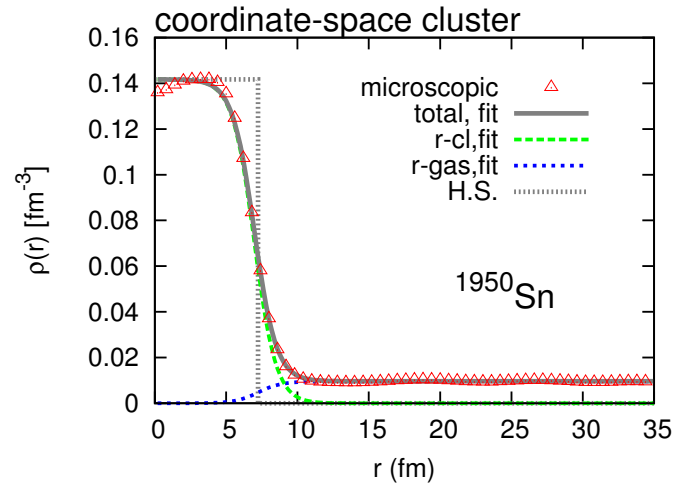 coordinate-space cluster
0.16
0.14
0.12
0.1
0.08
0.06
0.04
0.02
0
ρ(r) [fm⁻³]
microscopic
total, fit
r-cl,fit
r-gas,fit
H.S.
¹⁹⁵⁰Sn
0 5 10 15 20 25 30 35
r (fm)